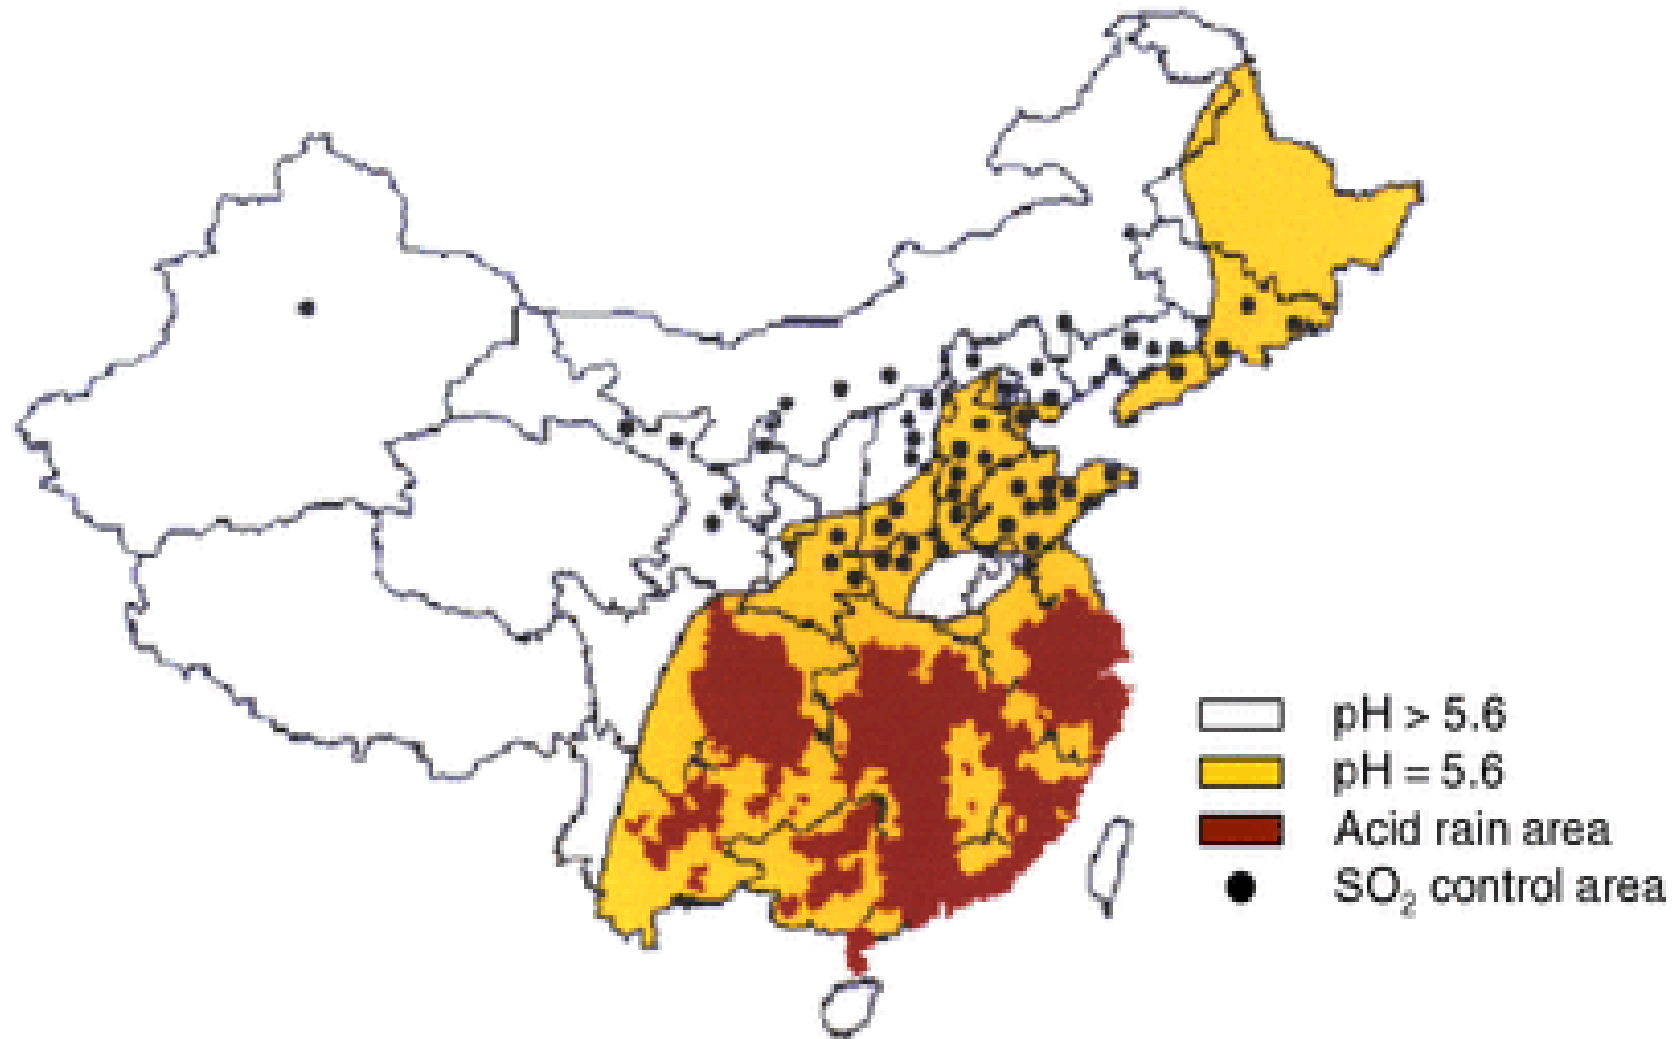 pH > 5.6
pH = 5.6
Acid rain area
SO₂ control area